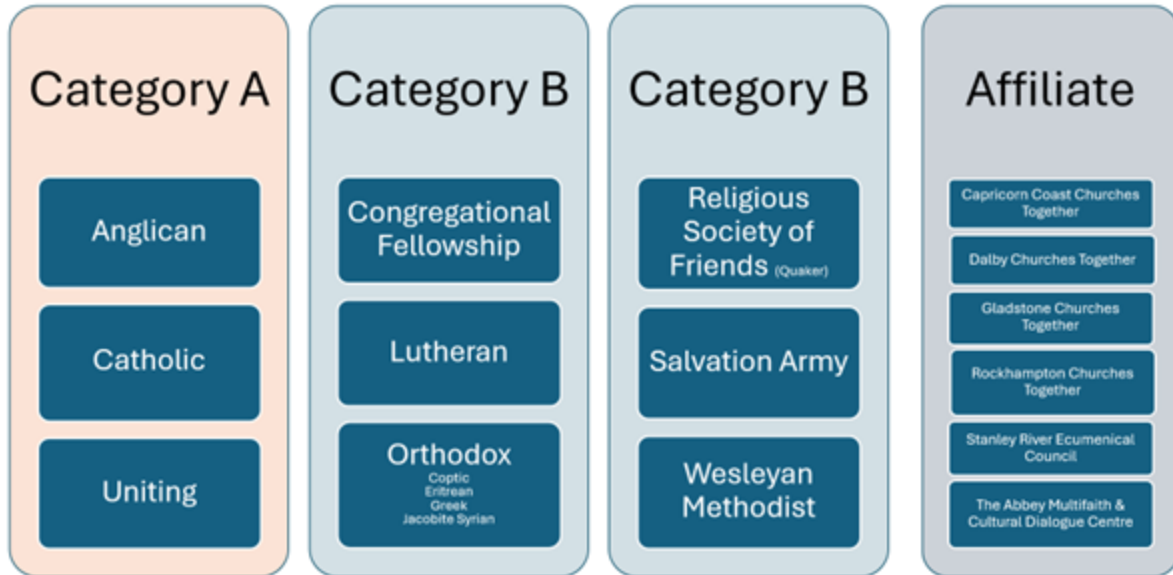 Category A
Anglican
Catholic
Uniting
Category B
Congregational
Fellowship
Lutheran
Orthodox
Coptic
Eritrean
Greek
Jacobite Syrian
Category B
Religious
Society of
Friends (Quaker)
Salvation Army
Wesleyan
Methodist
Affiliate
Capricorn Coast Churches
Together
Dalby Churches Together
Gladstone Churches
Together
Rockhampton Churches
Together
Stanley River Ecumenical
Council
The Abbey Multifaith &
Cultural Dialogue Centre